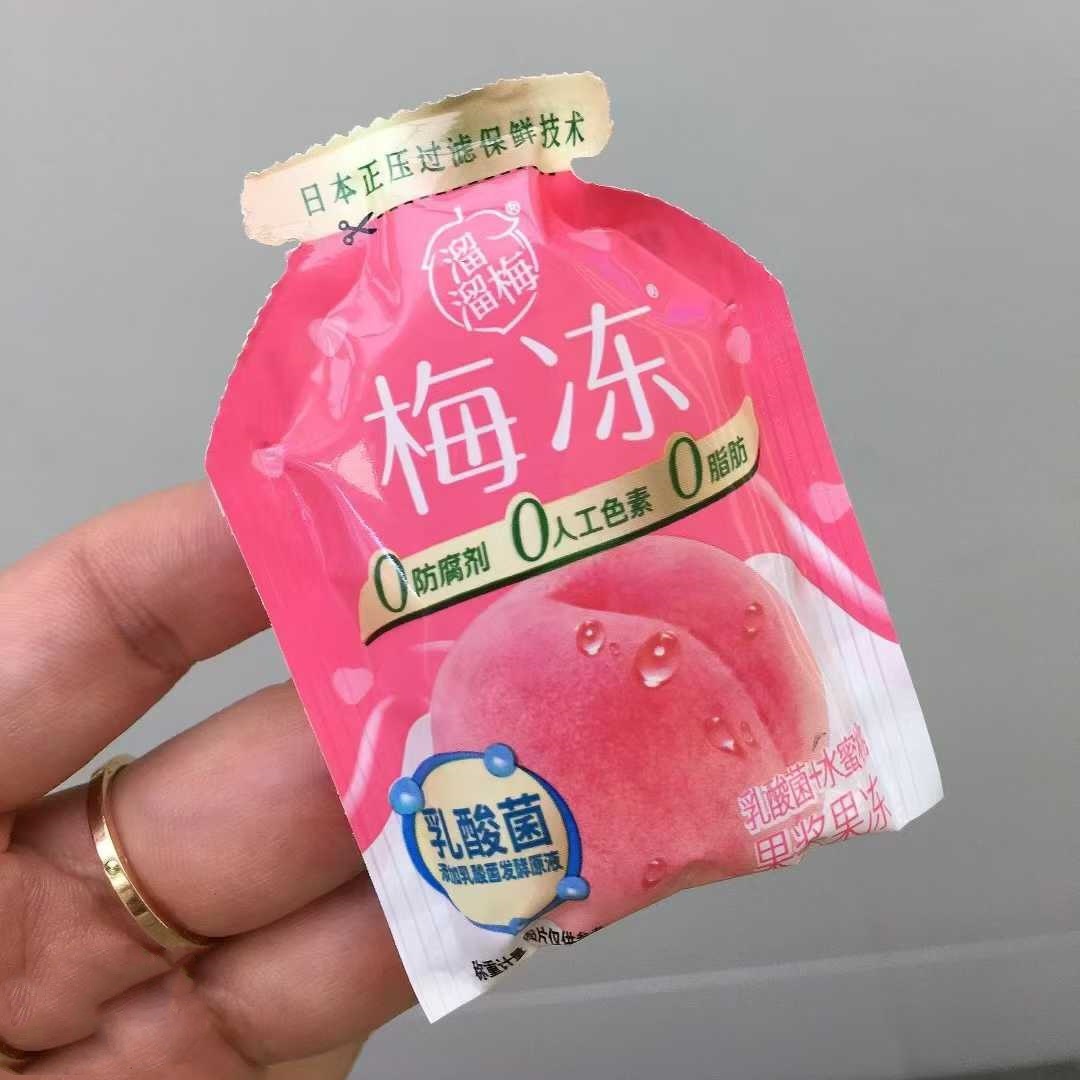 日本正压过滤保鲜技术
溜
溜梅®
梅冻®
0防腐剂 0人工色素 0脂肪
乳酸菌
添加乳酸菌发酵原液
乳酸菌+水蜜桃
果浆果冻